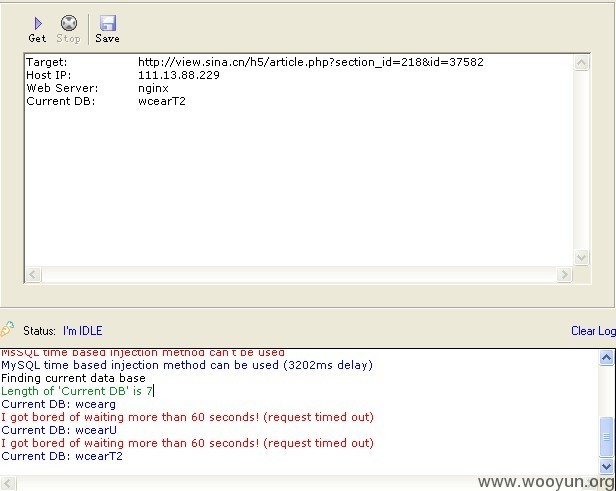 Get Stop Save
Target: http://view.sina.cn/h5/article.php?section_id=218&id=37582
Host IP: 111.13.88.229
Web Server: nginx
Current DB: wcearT2
Status: I'm IDLE Clear Log
MsSQL time based injection method can't be used
MySQL time based injection method can be used (3202ms delay)
Finding current data base
Length of 'Current DB' is 7
Current DB: wcearg
I got bored of waiting more than 60 seconds! (request timed out)
Current DB: wcearU
I got bored of waiting more than 60 seconds! (request timed out)
Current DB: wcearT2
www.wooyun.org